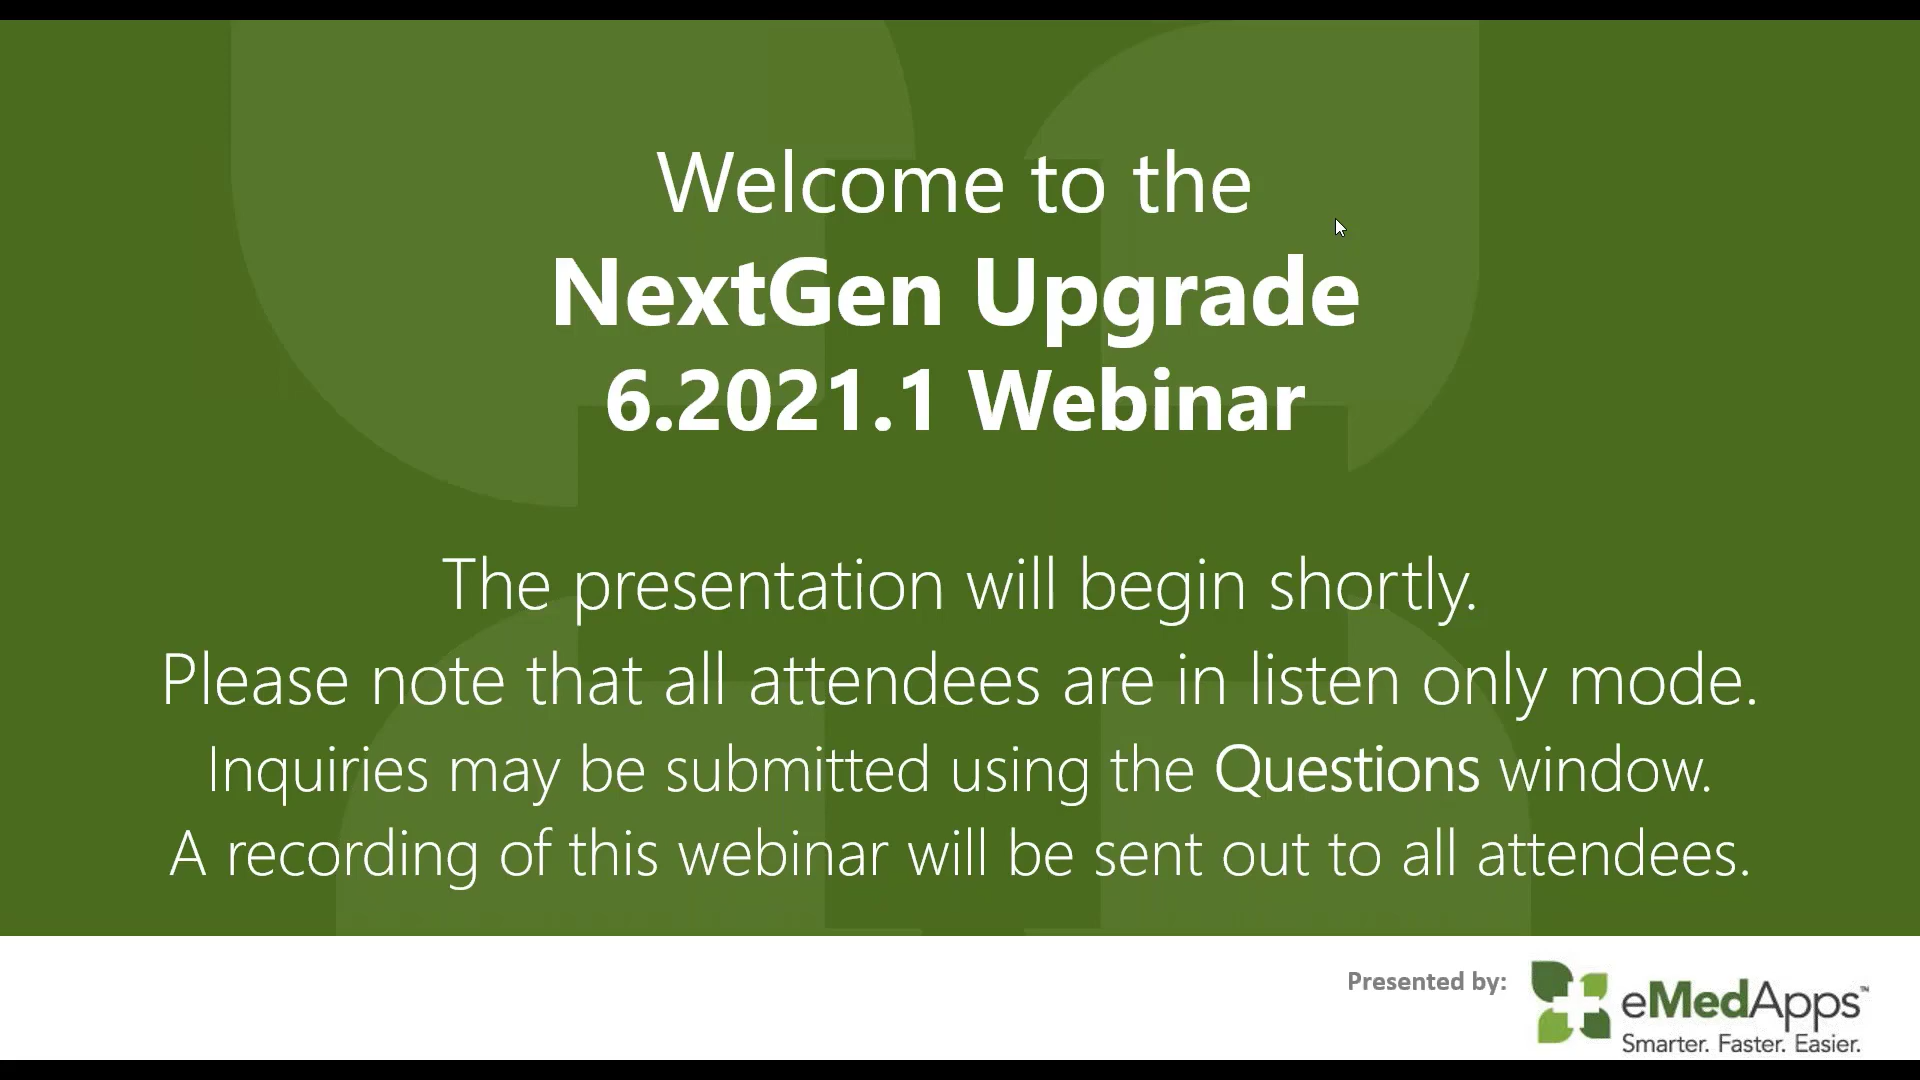 Welcome to the
NextGen Upgrade
6.2021.1 Webinar
The presentation will begin shortly.
Please note that all attendees are in listen only mode.
Inquiries may be submitted using the Questions window.
A recording of this webinar will be sent out to all attendees.
Presented by:
eMedApps™
Smarter. Faster. Easier.